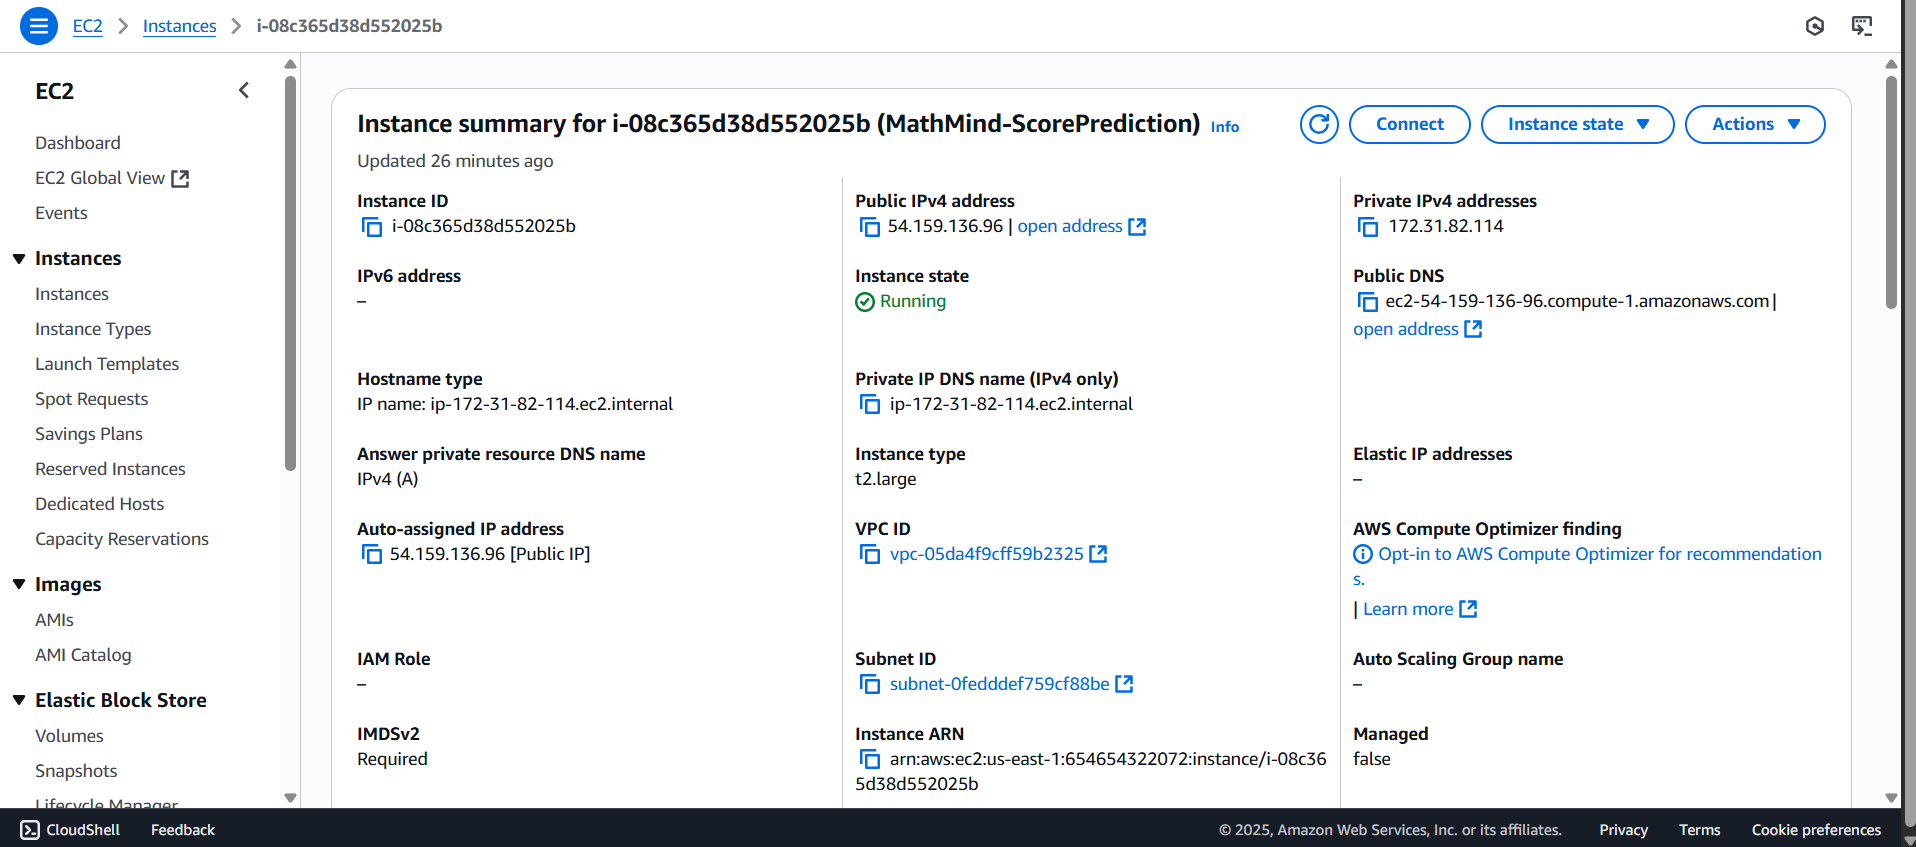 EC2 > Instances > i-08c365d38d552025b
EC2
Dashboard
EC2 Global View
Events
Instances
Instances
Instance Types
Launch Templates
Spot Requests
Savings Plans
Reserved Instances
Dedicated Hosts
Capacity Reservations
Images
AMIs
AMI Catalog
Elastic Block Store
Volumes
Snapshots
Lifecycle Manager
Instance summary for i-08c365d38d552025b (MathMind-ScorePrediction) Info
Connect
Instance state
Actions
Updated 26 minutes ago
Instance ID
i-08c365d38d552025b
Public IPv4 address
54.159.136.96 | open address
Private IPv4 addresses
172.31.82.114
IPv6 address
–
Instance state
Running
Public DNS
ec2-54-159-136-96.compute-1.amazonaws.com |
open address
Hostname type
IP name: ip-172-31-82-114.ec2.internal
Private IP DNS name (IPv4 only)
ip-172-31-82-114.ec2.internal
Answer private resource DNS name
IPv4 (A)
Instance type
t2.large
Elastic IP addresses
–
Auto-assigned IP address
54.159.136.96 [Public IP]
VPC ID
vpc-05da4f9cff59b2325
AWS Compute Optimizer finding
Opt-in to AWS Compute Optimizer for recommendation
s.
| Learn more
IAM Role
–
Subnet ID
subnet-0fedddef759cf88be
Auto Scaling Group name
–
IMDSv2
Required
Instance ARN
arn:aws:ec2:us-east-1:654654322072:instance/i-08c36
5d38d552025b
Managed
false
CloudShell
Feedback
© 2025, Amazon Web Services, Inc. or its affiliates.
Privacy
Terms
Cookie preferences